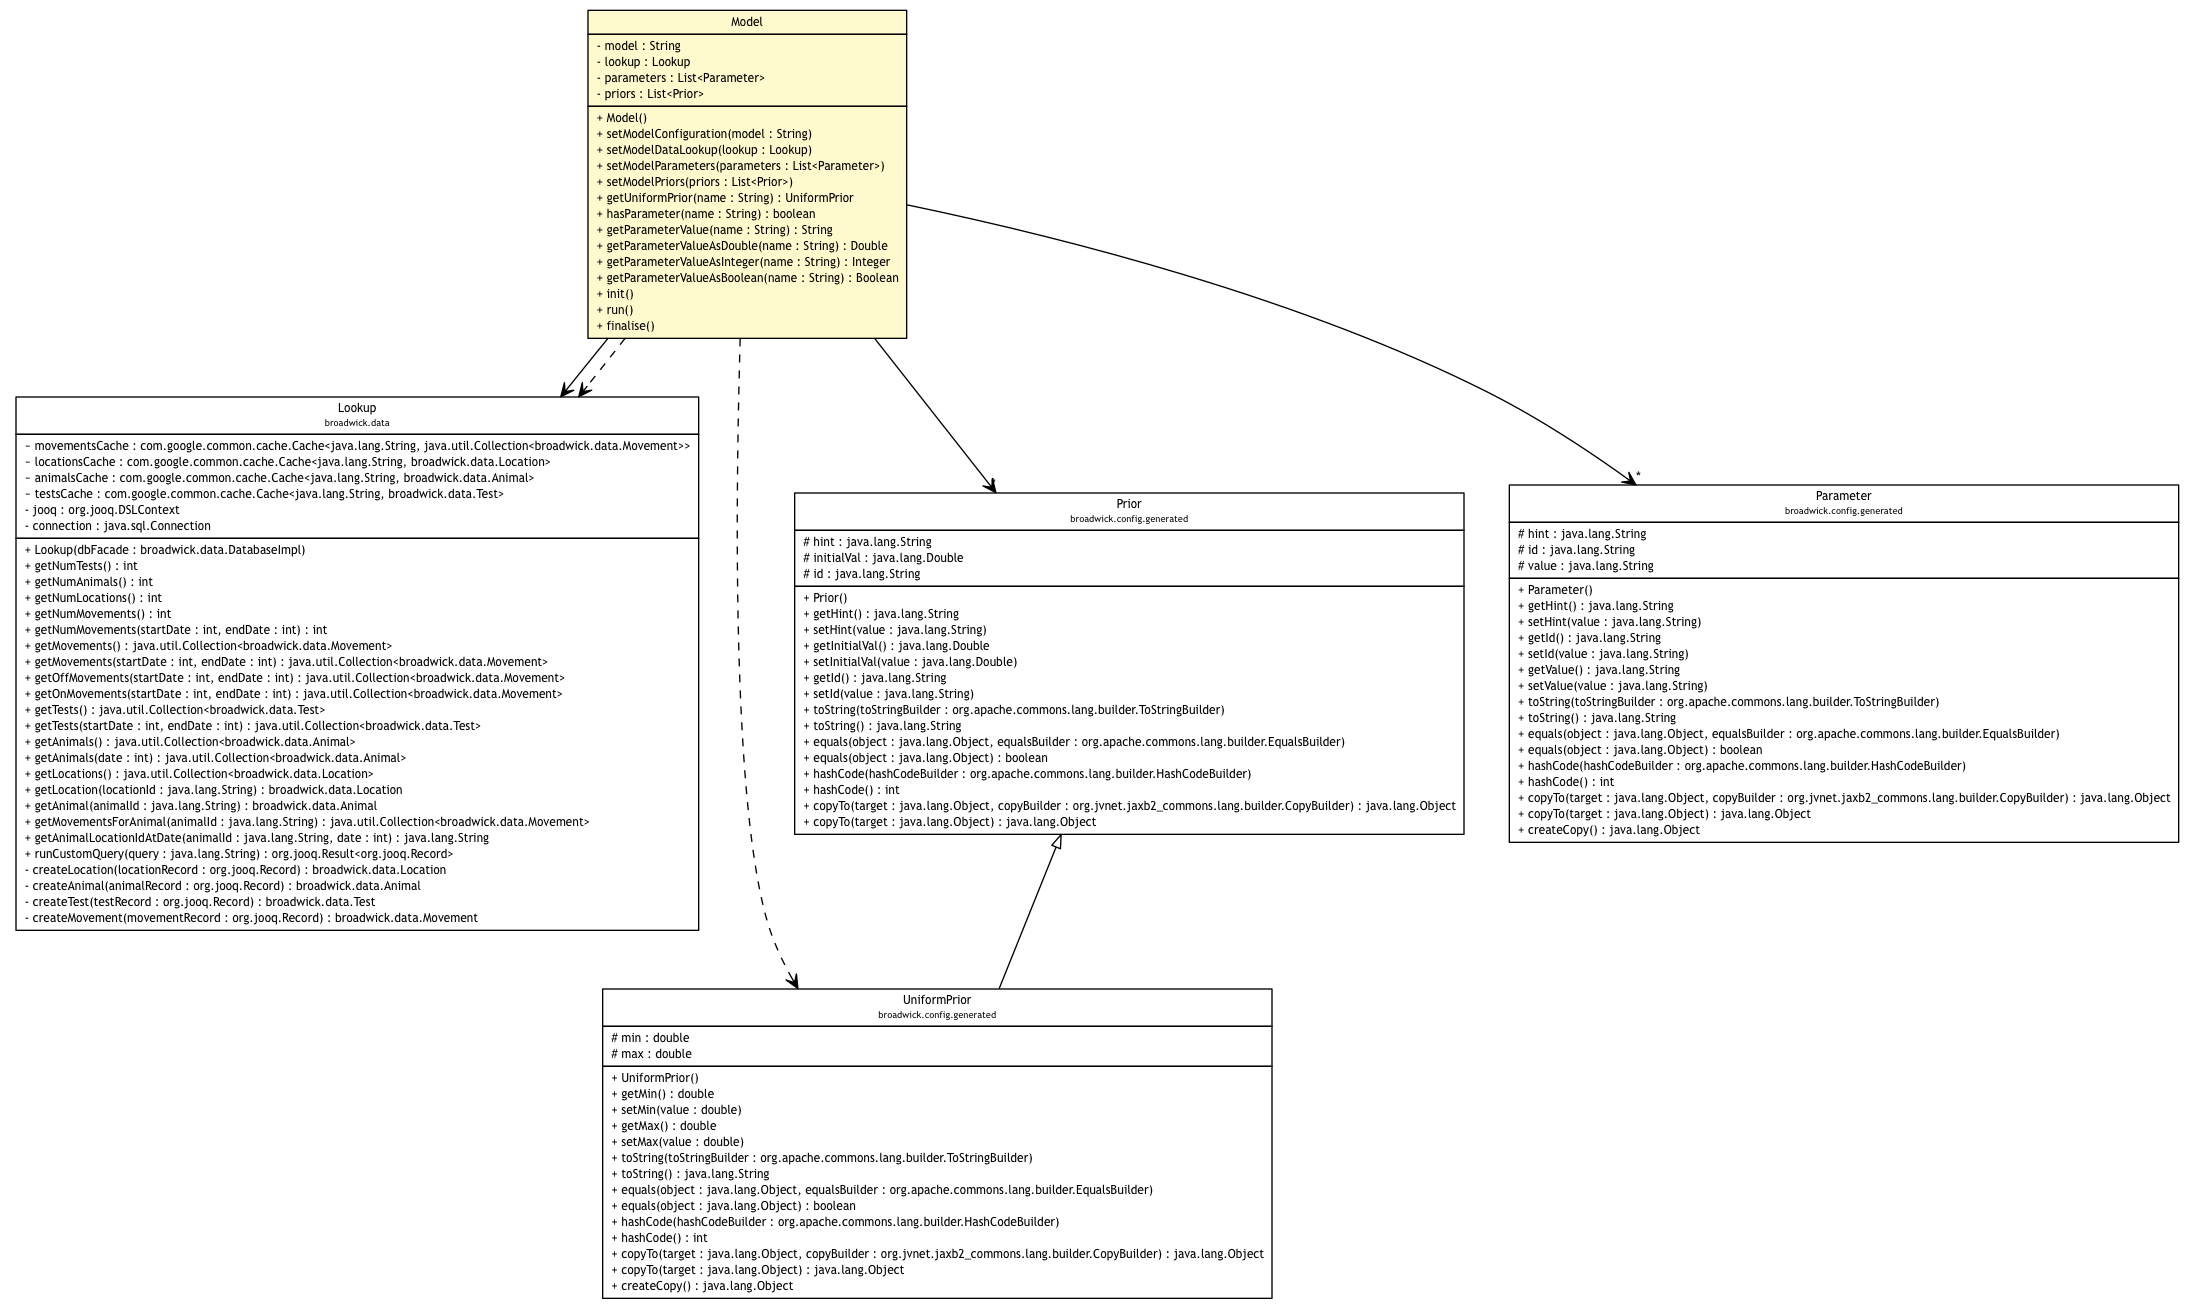 Model
- model : String
- lookup : Lookup
- parameters : List<Parameter>
- priors : List<Prior>
+ Model()
+ setModelConfiguration(model : String)
+ setModelDataLookup(lookup : Lookup)
+ setModelParameters(parameters : List<Parameter>)
+ setModelPriors(priors : List<Prior>)
+ getUniformPrior(name : String) : UniformPrior
+ hasParameter(name : String) : boolean
+ getParameterValue(name : String) : String
+ getParameterValueAsDouble(name : String) : Double
+ getParameterValueAsInteger(name : String) : Integer
+ getParameterValueAsBoolean(name : String) : Boolean
+ init()
+ run()
+ finalise()
Lookup
broadwick.data
~ movementsCache : com.google.common.cache.Cache<java.lang.String, java.util.Collection<broadwick.data.Movement>>
~ locationsCache : com.google.common.cache.Cache<java.lang.String, broadwick.data.Location>
~ animalsCache : com.google.common.cache.Cache<java.lang.String, broadwick.data.Animal>
~ testsCache : com.google.common.cache.Cache<java.lang.String, broadwick.data.Test>
- jooq : org.jooq.DSLContext
- connection : java.sql.Connection
+ Lookup(dbFacade : broadwick.data.DatabaseImpl)
+ getNumTests() : int
+ getNumAnimals() : int
+ getNumLocations() : int
+ getNumMovements() : int
+ getNumMovements(startDate : int, endDate : int) : int
+ getMovements() : java.util.Collection<broadwick.data.Movement>
+ getMovements(startDate : int, endDate : int) : java.util.Collection<broadwick.data.Movement>
+ getOffMovements(startDate : int, endDate : int) : java.util.Collection<broadwick.data.Movement>
+ getOnMovements(startDate : int, endDate : int) : java.util.Collection<broadwick.data.Movement>
+ getTests() : java.util.Collection<broadwick.data.Test>
+ getTests(startDate : int, endDate : int) : java.util.Collection<broadwick.data.Test>
+ getAnimals() : java.util.Collection<broadwick.data.Animal>
+ getAnimals(date : int) : java.util.Collection<broadwick.data.Animal>
+ getLocations() : java.util.Collection<broadwick.data.Location>
+ getLocation(locationId : java.lang.String) : broadwick.data.Location
+ getAnimal(animalId : java.lang.String) : broadwick.data.Animal
+ getMovementsForAnimal(animalId : java.lang.String) : java.util.Collection<broadwick.data.Movement>
+ getAnimalLocationIdAtDate(animalId : java.lang.String, date : int) : java.lang.String
+ runCustomQuery(query : java.lang.String) : org.jooq.Result<org.jooq.Record>
- createLocation(locationRecord : org.jooq.Record) : broadwick.data.Location
- createAnimal(animalRecord : org.jooq.Record) : broadwick.data.Animal
- createTest(testRecord : org.jooq.Record) : broadwick.data.Test
- createMovement(movementRecord : org.jooq.Record) : broadwick.data.Movement
Prior
broadwick.config.generated
# hint : java.lang.String
# initialVal : java.lang.Double
# id : java.lang.String
+ Prior()
+ getHint() : java.lang.String
+ setHint(value : java.lang.String)
+ getInitialVal() : java.lang.Double
+ setInitialVal(value : java.lang.Double)
+ getId() : java.lang.String
+ setId(value : java.lang.String)
+ toString(toStringBuilder : org.apache.commons.lang.builder.ToStringBuilder)
+ toString() : java.lang.String
+ equals(object : java.lang.Object, equalsBuilder : org.apache.commons.lang.builder.EqualsBuilder)
+ equals(object : java.lang.Object) : boolean
+ hashCode(hashCodeBuilder : org.apache.commons.lang.builder.HashCodeBuilder)
+ hashCode() : int
+ copyTo(target : java.lang.Object, copyBuilder : org.jvnet.jaxb2_commons.lang.builder.CopyBuilder) : java.lang.Object
+ copyTo(target : java.lang.Object) : java.lang.Object
*
Parameter
broadwick.config.generated
# hint : java.lang.String
# id : java.lang.String
# value : java.lang.String
+ Parameter()
+ getHint() : java.lang.String
+ setHint(value : java.lang.String)
+ getId() : java.lang.String
+ setId(value : java.lang.String)
+ getValue() : java.lang.String
+ setValue(value : java.lang.String)
+ toString(toStringBuilder : org.apache.commons.lang.builder.ToStringBuilder)
+ toString() : java.lang.String
+ equals(object : java.lang.Object, equalsBuilder : org.apache.commons.lang.builder.EqualsBuilder)
+ equals(object : java.lang.Object) : boolean
+ hashCode(hashCodeBuilder : org.apache.commons.lang.builder.HashCodeBuilder)
+ hashCode() : int
+ copyTo(target : java.lang.Object, copyBuilder : org.jvnet.jaxb2_commons.lang.builder.CopyBuilder) : java.lang.Object
+ copyTo(target : java.lang.Object) : java.lang.Object
+ createCopy() : java.lang.Object
UniformPrior
broadwick.config.generated
# min : double
# max : double
+ UniformPrior()
+ getMin() : double
+ setMin(value : double)
+ getMax() : double
+ setMax(value : double)
+ toString(toStringBuilder : org.apache.commons.lang.builder.ToStringBuilder)
+ toString() : java.lang.String
+ equals(object : java.lang.Object, equalsBuilder : org.apache.commons.lang.builder.EqualsBuilder)
+ equals(object : java.lang.Object) : boolean
+ hashCode(hashCodeBuilder : org.apache.commons.lang.builder.HashCodeBuilder)
+ hashCode() : int
+ copyTo(target : java.lang.Object, copyBuilder : org.jvnet.jaxb2_commons.lang.builder.CopyBuilder) : java.lang.Object
+ copyTo(target : java.lang.Object) : java.lang.Object
+ createCopy() : java.lang.Object